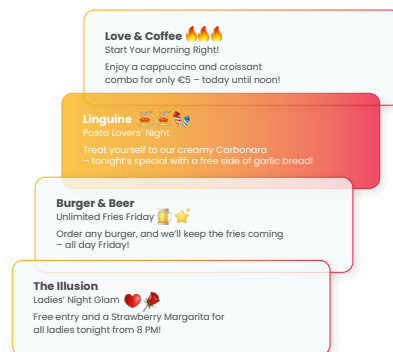 Love & Coffee 🔥🔥🔥
Start Your Morning Right!
Enjoy a cappuccino and croissant
combo for only €5 – today until noon!
Linguine
Pasta Lovers' Night
Treat yourself to our creamy Carbonara
– tonight's special with a free side of garlic bread!
Burger & Beer
Unlimited Fries Friday
Order any burger, and we'll keep the fries coming
– all day Friday!
The Illusion
Ladies' Night Glam
Free entry and a Strawberry Margarita for
all ladies tonight from 8 PM!